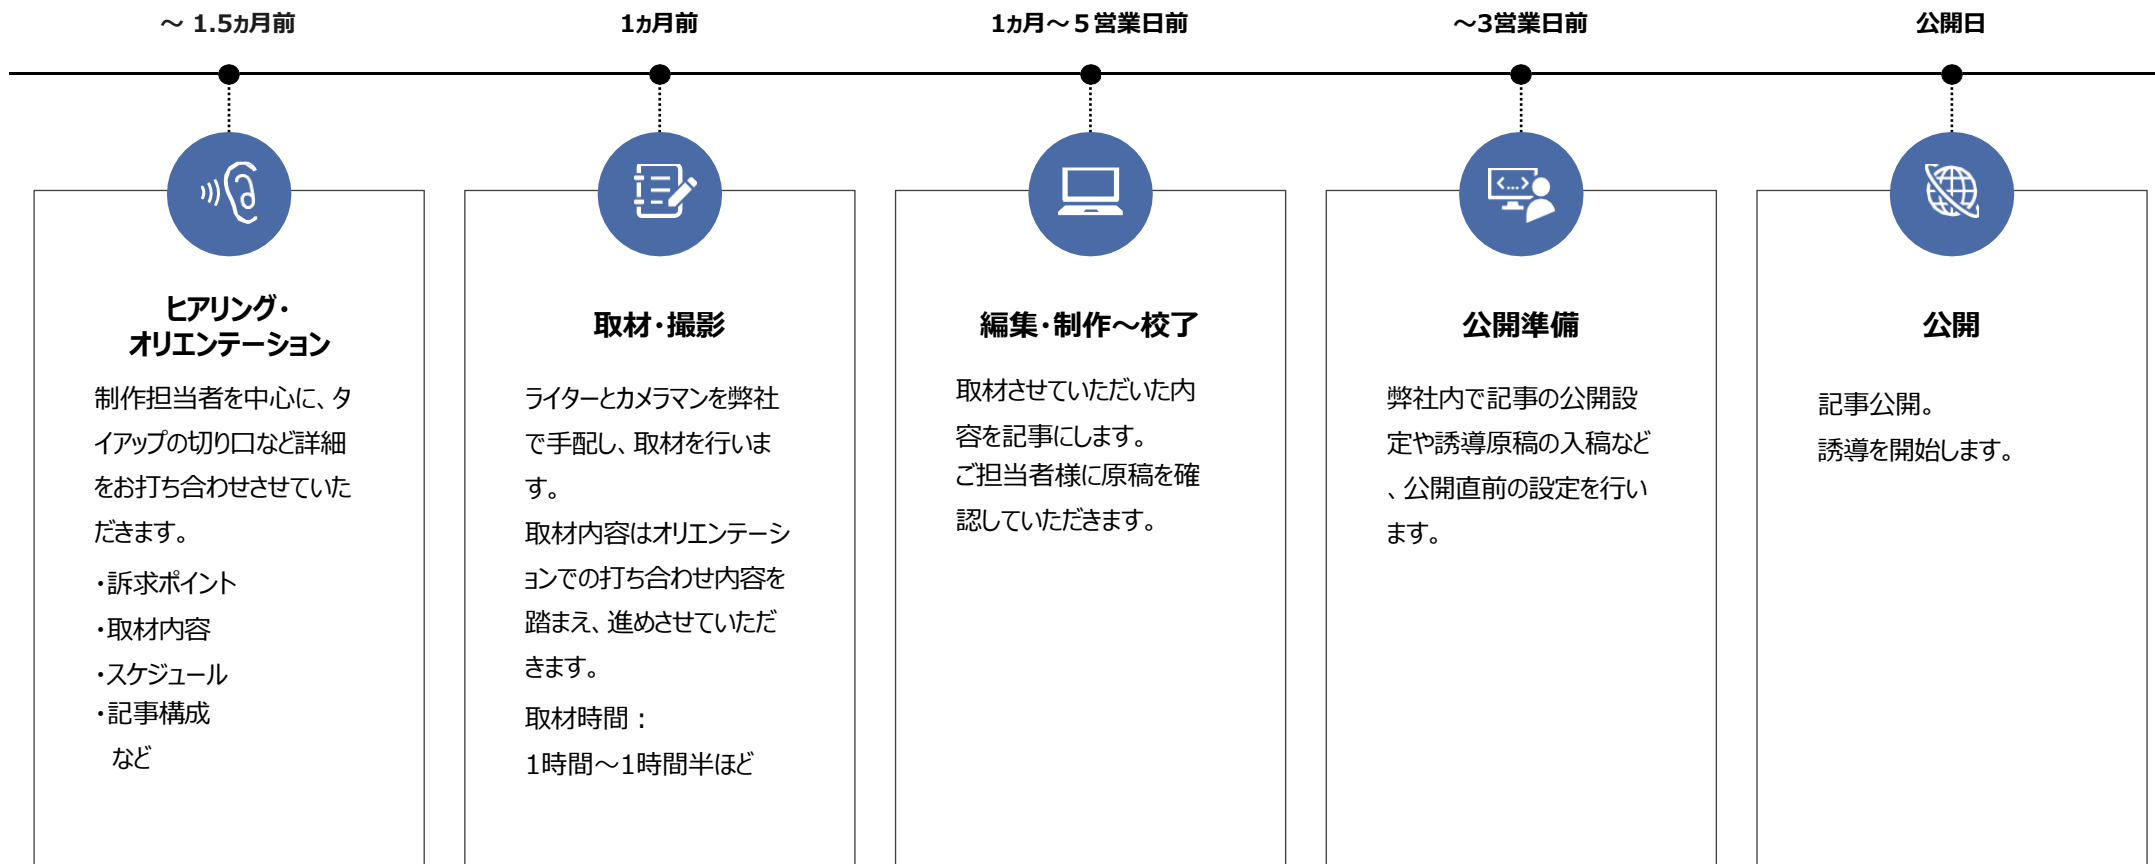 ～ 1.5ヵ月前
1ヵ月前
1ヵ月～５営業日前
～3営業日前
公開日
ヒアリング・
オリエンテーション
制作担当者を中心に、タ
イアップの切り口など詳細
をお打ち合わせさせていた
だきます。
・訴求ポイント
・取材内容
・スケジュール
・記事構成
など
取材・撮影
ライターとカメラマンを弊社
で手配し、取材を行いま
す。
取材内容はオリエンテーシ
ョンでの打ち合わせ内容を
踏まえ、進めさせていただ
きます。
取材時間：
1時間～1時間半ほど
編集・制作～校了
取材させていただいた内
容を記事にします。
ご担当者様に原稿を確
認していただきます。
公開準備
弊社内で記事の公開設
定や誘導原稿の入稿など
、公開直前の設定を行い
ます。
公開
記事公開。
誘導を開始します。